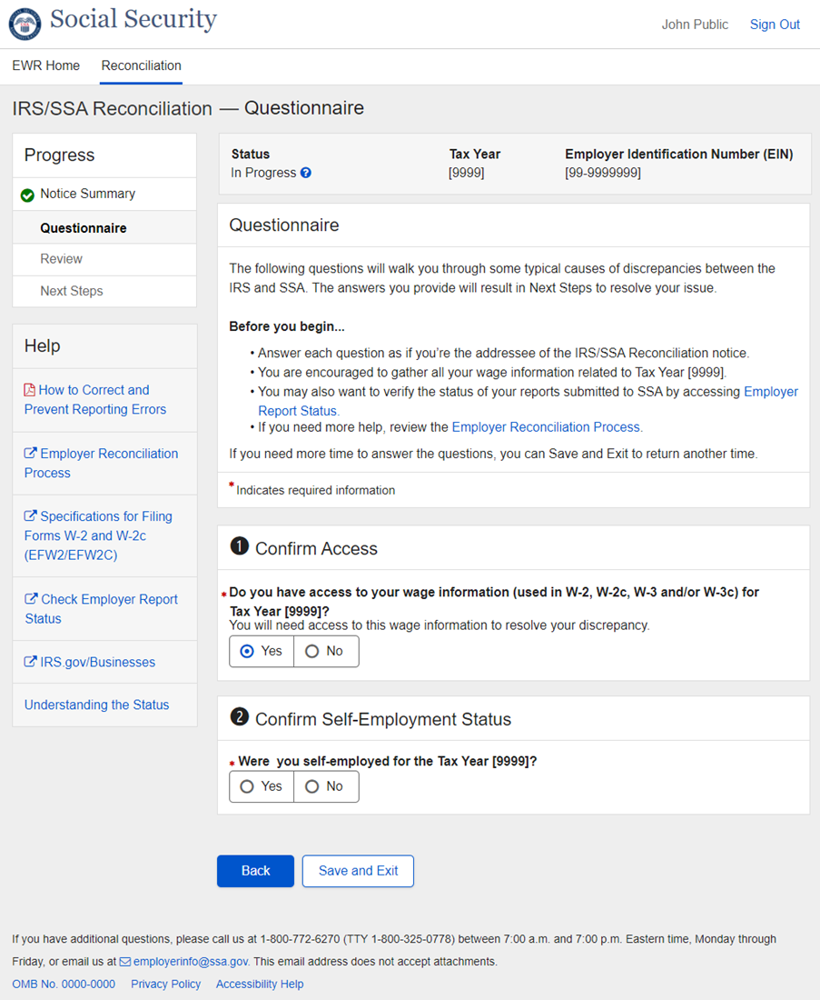 Social Security
John Public
Sign Out
EWR Home
Reconciliation
IRS/SSA Reconciliation — Questionnaire
Progress
Notice Summary
Questionnaire
Review
Next Steps
Help
How to Correct and
Prevent Reporting Errors
Employer Reconciliation
Process
Specifications for Filing
Forms W-2 and W-2c
(EFW2/EFW2C)
Check Employer Report
Status
IRS.gov/Businesses
Understanding the Status
Status
In Progress ?
Tax Year
[9999]
Employer Identification Number (EIN)
[99-9999999]
Questionnaire
The following questions will walk you through some typical causes of discrepancies between the
IRS and SSA. The answers you provide will result in Next Steps to resolve your issue.
Before you begin...
• Answer each question as if you're the addressee of the IRS/SSA Reconciliation notice.
• You are encouraged to gather all your wage information related to Tax Year [9999].
• You may also want to verify the status of your reports submitted to SSA by accessing Employer
Report Status.
• If you need more help, review the Employer Reconciliation Process.
If you need more time to answer the questions, you can Save and Exit to return another time.
* Indicates required information
1 Confirm Access
* Do you have access to your wage information (used in W-2, W-2c, W-3 and/or W-3c) for
Tax Year [9999]?
You will need access to this wage information to resolve your discrepancy.
Yes No
2 Confirm Self-Employment Status
* Were you self-employed for the Tax Year [9999]?
Yes No
Back Save and Exit
If you have additional questions, please call us at 1-800-772-6270 (TTY 1-800-325-0778) between 7:00 a.m. and 7:00 p.m. Eastern time, Monday through
Friday, or email us at employerinfo@ssa.gov. This email address does not accept attachments.
OMB No. 0000-0000 Privacy Policy Accessibility Help